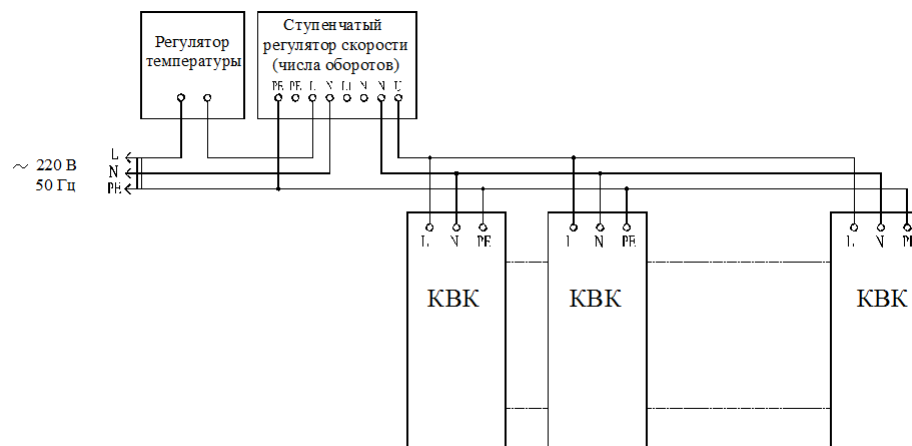 Регулятор
температуры
Ступенчатый
регулятор скорости
(числа оборотов)
PE PE L N L1 N N U
~ 220 В
50 Гц
L
N
PE
L N PE
L N PE
L N PE
КВК
КВК
КВК